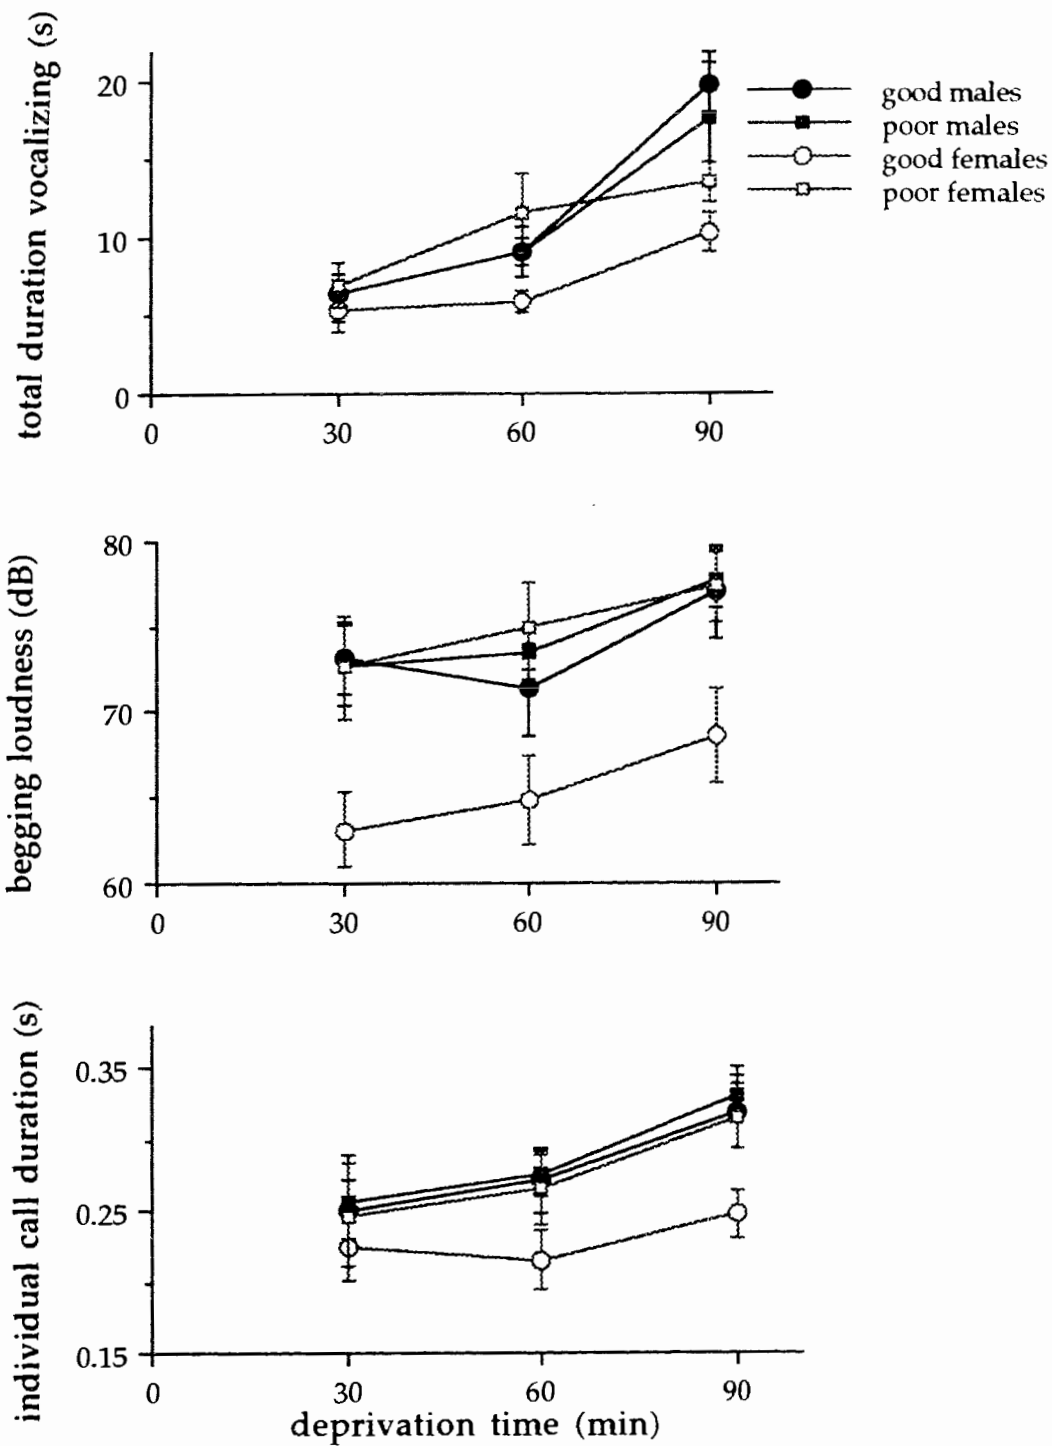 total duration vocalizing (s)
20
10
0
0 30 60 90
good males
poor males
good females
poor females
begging loudness (dB)
80
70
60
0 30 60 90
individual call duration (s)
0.35
0.25
0.15
0 30 60 90
deprivation time (min)